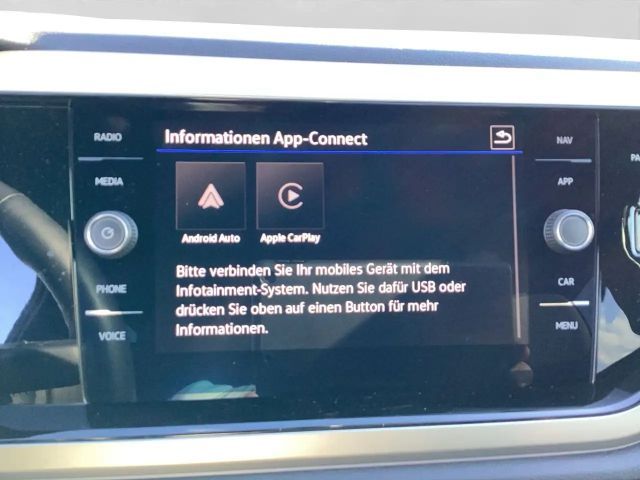 RADIO
MEDIA
PHONE
VOICE
Informationen App-Connect
Android Auto
Apple CarPlay
Bitte verbinden Sie Ihr mobiles Gerät mit dem
Infotainment-System. Nutzen Sie dafür USB oder
drücken Sie oben auf einen Button für mehr
Informationen.
NAV
APP
CAR
MENU